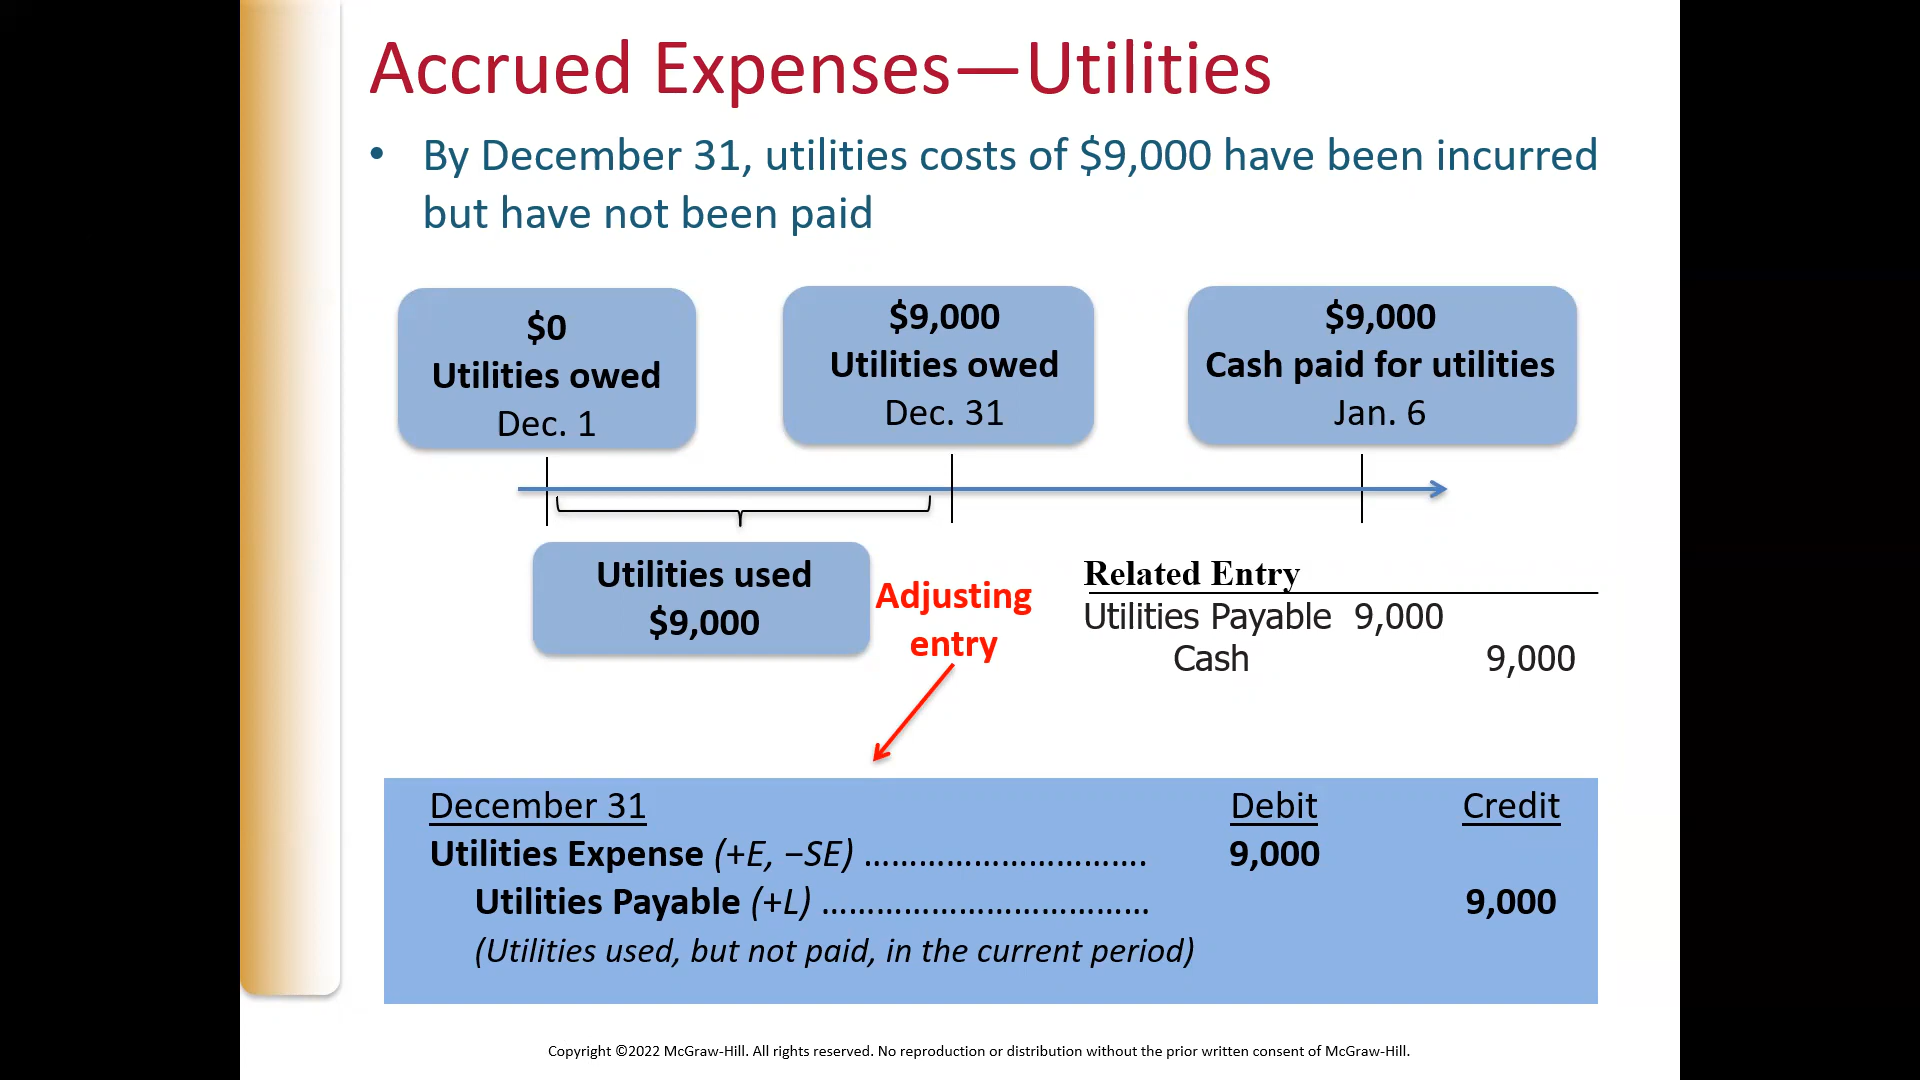 Accrued Expenses—Utilities
• By December 31, utilities costs of $9,000 have been incurred
but have not been paid
$0
Utilities owed
Dec. 1
$9,000
Utilities owed
Dec. 31
$9,000
Cash paid for utilities
Jan. 6
Utilities used
$9,000
Adjusting
entry
Related Entry
Utilities Payable 9,000
Cash 9,000
December 31 Debit Credit
Utilities Expense (+E, −SE) ............................... 9,000
Utilities Payable (+L) .................................... 9,000
(Utilities used, but not paid, in the current period)
Copyright ©2022 McGraw-Hill. All rights reserved. No reproduction or distribution without the prior written consent of McGraw-Hill.